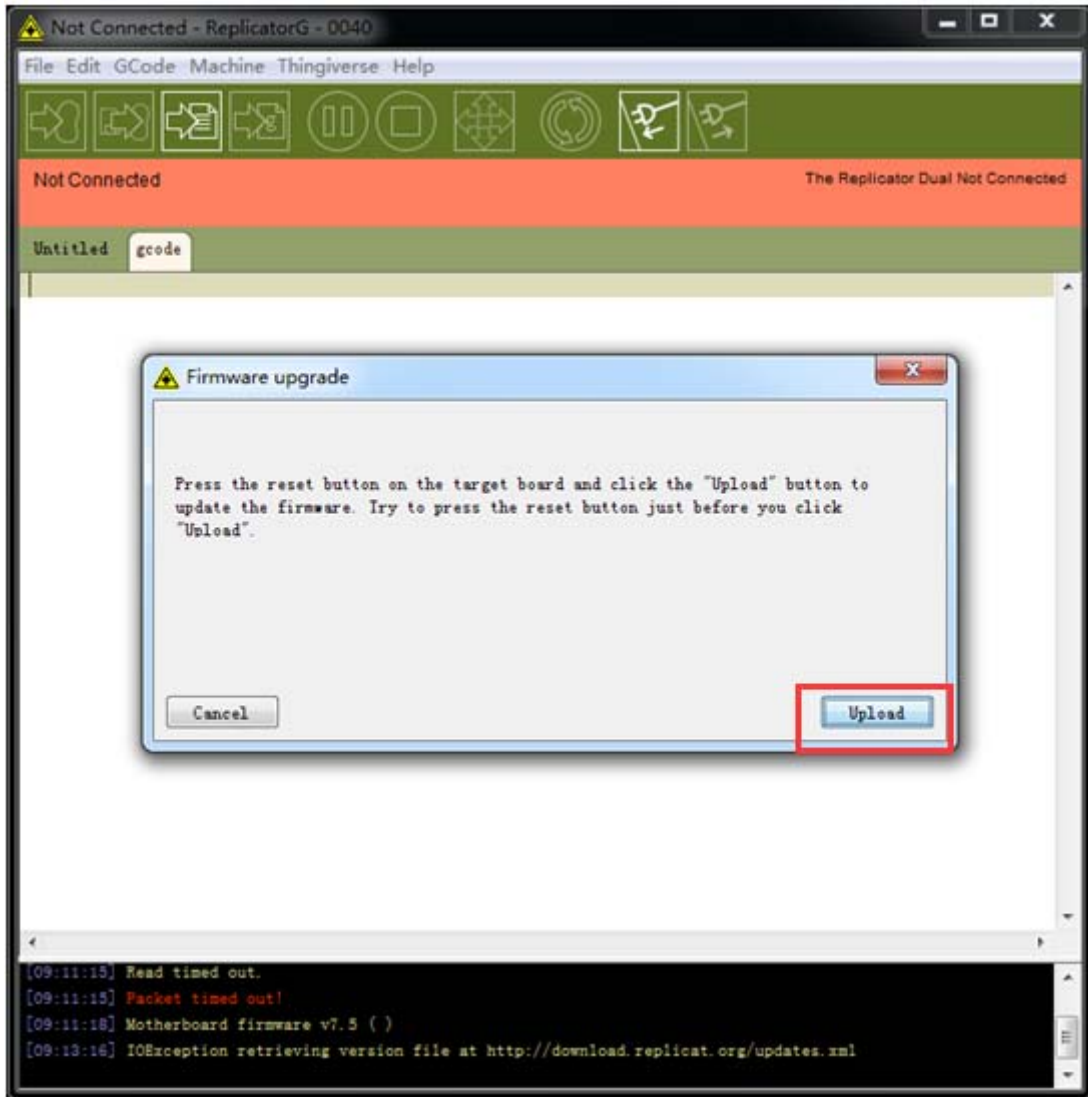 Not Connected - ReplicatorG - 0040
File Edit GCode Machine Thingiverse Help
Not Connected
The Replicator Dual Not Connected
Untitled gcode
Firmware upgrade
Press the reset button on the target board and click the "Upload" button to
update the firmware. Try to press the reset button just before you click
"Upload".
Cancel Upload
[09:11:15] Read timed out.
[09:11:15] Packet timed out!
[09:11:18] Motherboard firmware v7.5 ( )
[09:13:16] IOException retrieving version file at http://download.replicat.org/updates.xml